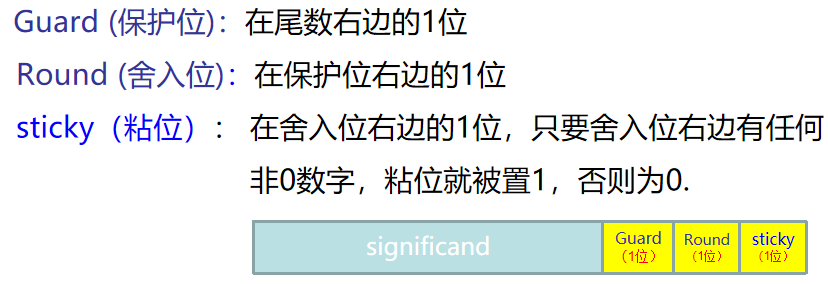 Guard (保护位)：在尾数右边的1位
Round (舍入位)：在保护位右边的1位
sticky（粘位）： 在舍入位右边的1位，只要舍入位右边有任何
非0数字，粘位就被置1，否则为0.
significand Guard Round sticky
（1位） （1位） （1位）